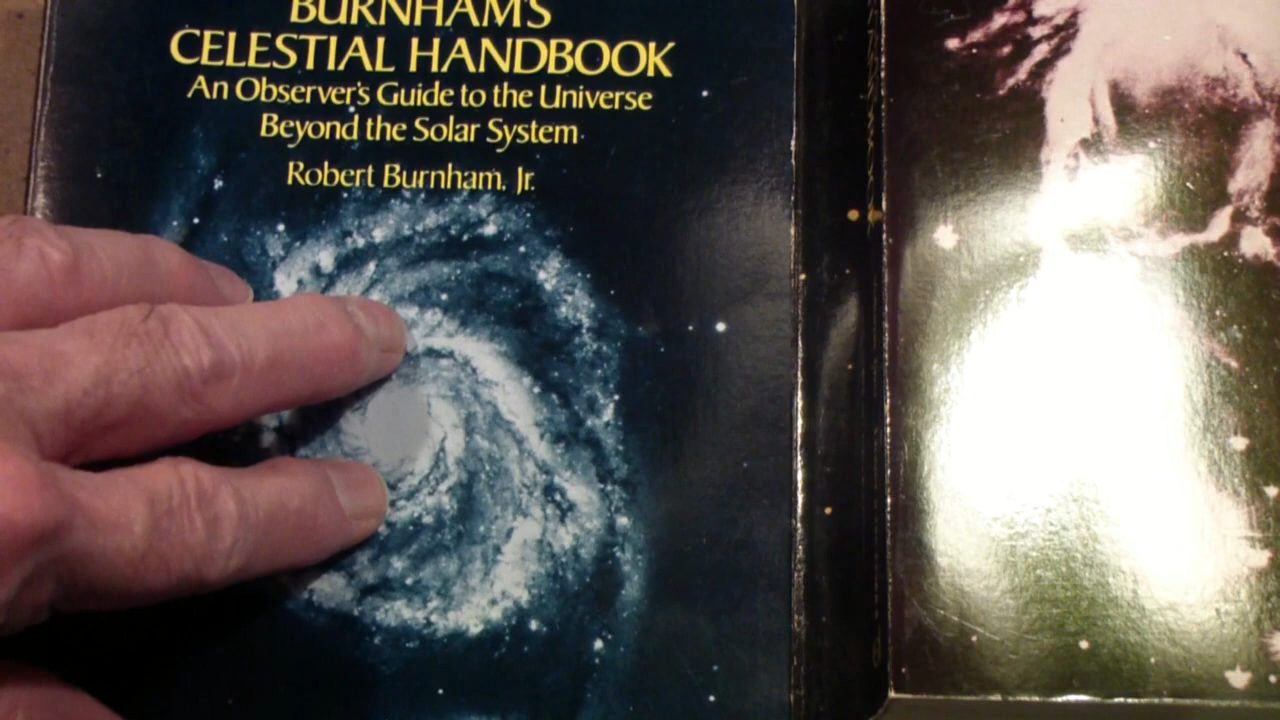 BURNHAM'S
CELESTIAL HANDBOOK
An Observer's Guide to the Universe
Beyond the Solar System
Robert Burnham, Jr.